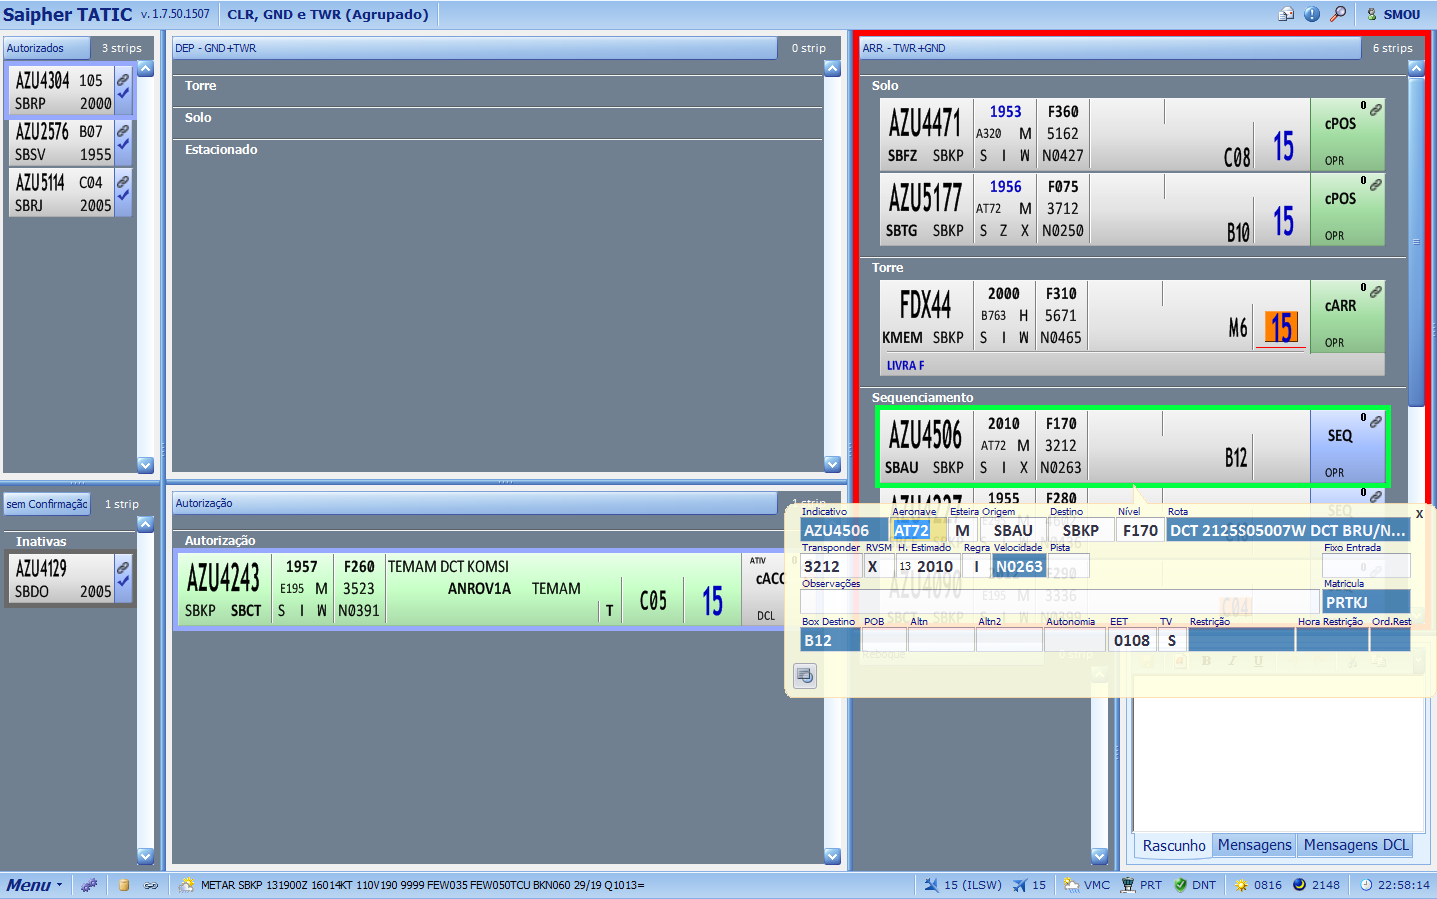 Saipher TATIC v. 1.7.50.1507 CLR, GND e TWR (Agrupado) SMOU
Autorizados 3 strips
AZU4304 105
SBRP 2000
AZU2576 B07
SBSV 1955
AZU5114 C04
SBRJ 2005
sem Confirmação 1 strip
Inativas
AZU4129
SBDO 2005
DEP - GND+TWR 0 strip
Torre
Solo
Estacionado
Autorização 1 strip
Autorização
AZU4243 1957 F260 TEMAM DCT KOMSI ATIV
E195 M 3523 ANROV1A TEMAM C05 15 cACC
SBKP SBCT S I W N0391 T DCL
ARR - TWR+GND 6 strips
Solo
AZU4471 1953 F360 0
A320 M 5162 15 cPOS
SBFZ SBKP S I W N0427 C08 OPR
AZU5177 1956 F075 0
AT72 M 3712 15 cPOS
SBTG SBKP S Z X N0250 B10 OPR
Torre
FDX44 2000 F310 0
B763 H 5671 M6 15 cARR
KMEM SBKP S I W N0465 OPR
LIVRA F
Sequenciamento
AZU4506 2010 F170 0
AT72 M 3212 B12 SEQ
SBAU SBKP S I X N0263 OPR
1955 F280 0
SEQ
Indicativo Aeronave Esteira Origem Destino Nível Rota X
AZU4506 AT72 M SBAU SBKP F170 DCT 2125S05007W DCT BRU/N...
Transponder RVSM H. Estimado Regra Velocidade Pista Fixo Entrada
3212 X 13 2010 I N0263
Observações Matricula
PRTKJ
AZU4090 3336 C04
Box Destino POB Altn Altn2 Autonomia EET TV Restrição Hora Restrição Ord.Rest
B12 0108 S
Reboque
B I U
Rascunho Mensagens Mensagens DCL
Menu METAR SBKP 131900Z 16014KT 110V190 9999 FEW035 FEW050TCU BKN060 29/19 Q1013= 15 (ILSW) 15 VMC PRT DNT 0816 2148 22:58:14